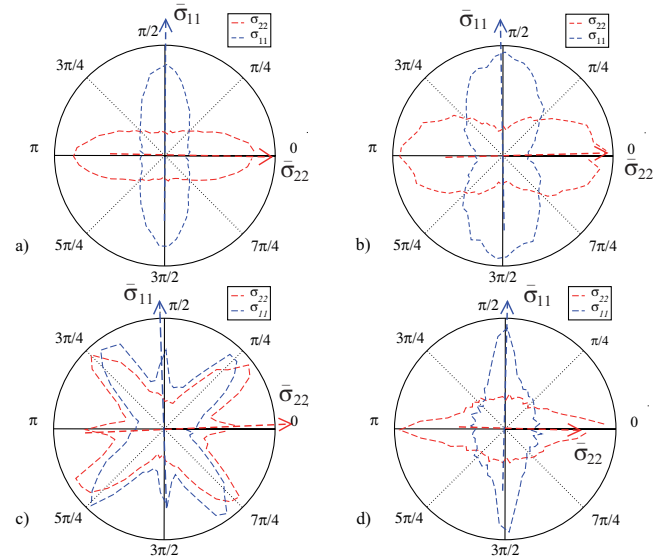 σ̄₁₁
π/2
σ₂₂
σ₁₁
3π/4
π/4
π
0
σ̄₂₂
5π/4
7π/4
3π/2
a)
σ̄₁₁
π/2
σ₂₂
σ₁₁
3π/4
π/4
π
0
σ̄₂₂
5π/4
7π/4
3π/2
b)
σ̄₁₁
π/2
σ₂₂
σ₁₁
3π/4
π/4
π
σ̄₂₂
0
5π/4
7π/4
3π/2
c)
π/2
σ̄₁₁
σ₂₂
σ₁₁
3π/4
π/4
π
0
σ̄₂₂
5π/4
7π/4
3π/2
d)